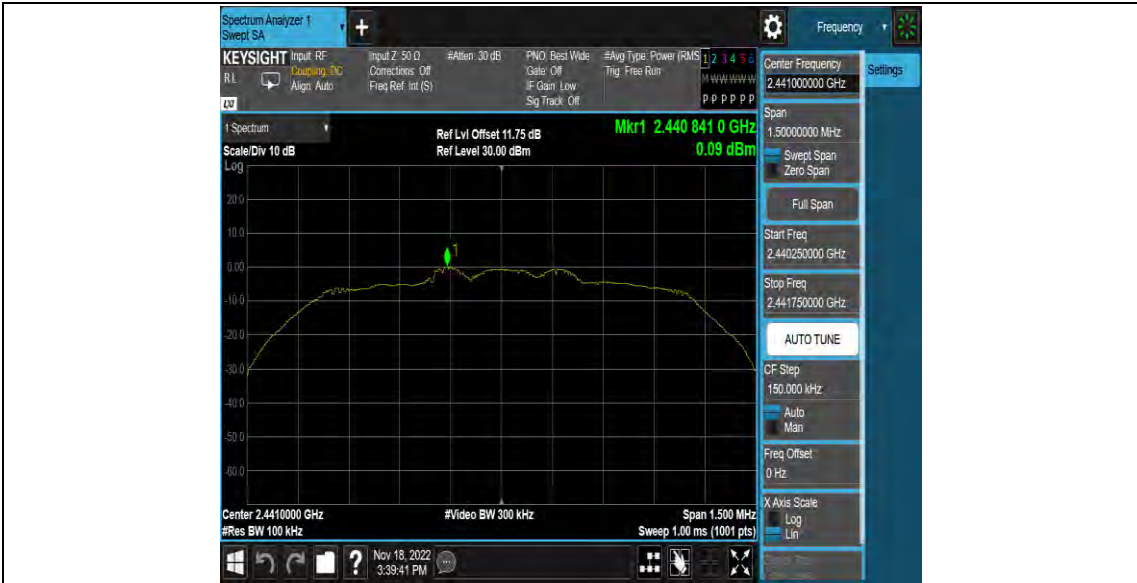 Spectrum Analyzer 1
Swept SA
+
Frequency
KEYSIGHT
R L
LXI
Input: RF
Coupling: DC
Align: Auto
Input Z: 50 Ω
Corrections: Off
Freq Ref: Int (S)
#Atten: 30 dB
PNO: Best Wide
Gate: Off
IF Gain: Low
Sig Track: Off
#Avg Type: Power (RMS
Trig: Free Run
1 2 3 4 5 6
M W W W W W
P P P P P P
1 Spectrum
Scale/Div 10 dB
Ref Lvl Offset 11.75 dB
Ref Level 30.00 dBm
Mkr1 2.440 841 0 GHz
0.09 dBm
Log
20.0
10.0
0.00
-10.0
-20.0
-30.0
-40.0
-50.0
-60.0
1
Center 2.4410000 GHz
#Res BW 100 kHz
#Video BW 300 kHz
Span 1.500 MHz
Sweep 1.00 ms (1001 pts)
Center Frequency
2.441000000 GHz
Settings
Span
1.50000000 MHz
Swept Span
Zero Span
Full Span
Start Freq
2.440250000 GHz
Stop Freq
2.441750000 GHz
AUTO TUNE
CF Step
150.000 kHz
Auto
Man
Freq Offset
0 Hz
X Axis Scale
Log
Lin
?
Nov 18, 2022
3:39:41 PM